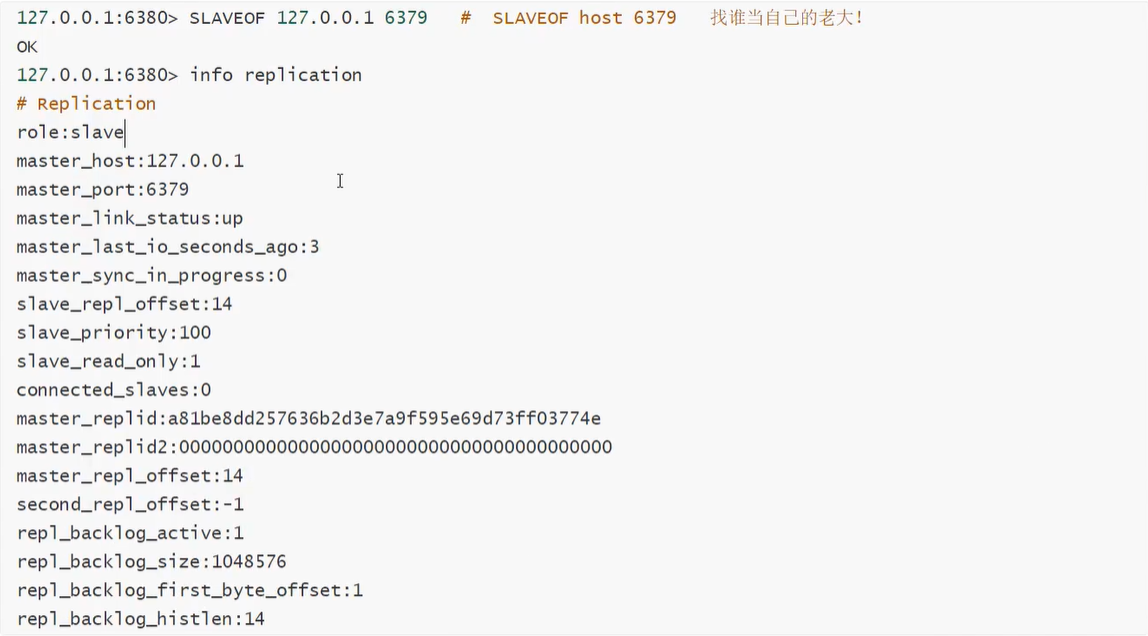 127.0.0.1:6380> SLAVEOF 127.0.0.1 6379   #  SLAVEOF host 6379   找谁当自己的老大！
OK
127.0.0.1:6380> info replication
# Replication
role:slave
master_host:127.0.0.1
master_port:6379
master_link_status:up
master_last_io_seconds_ago:3
master_sync_in_progress:0
slave_repl_offset:14
slave_priority:100
slave_read_only:1
connected_slaves:0
master_replid:a81be8dd257636b2d3e7a9f595e69d73ff03774e
master_replid2:0000000000000000000000000000000000000000
master_repl_offset:14
second_repl_offset:-1
repl_backlog_active:1
repl_backlog_size:1048576
repl_backlog_first_byte_offset:1
repl_backlog_histlen:14